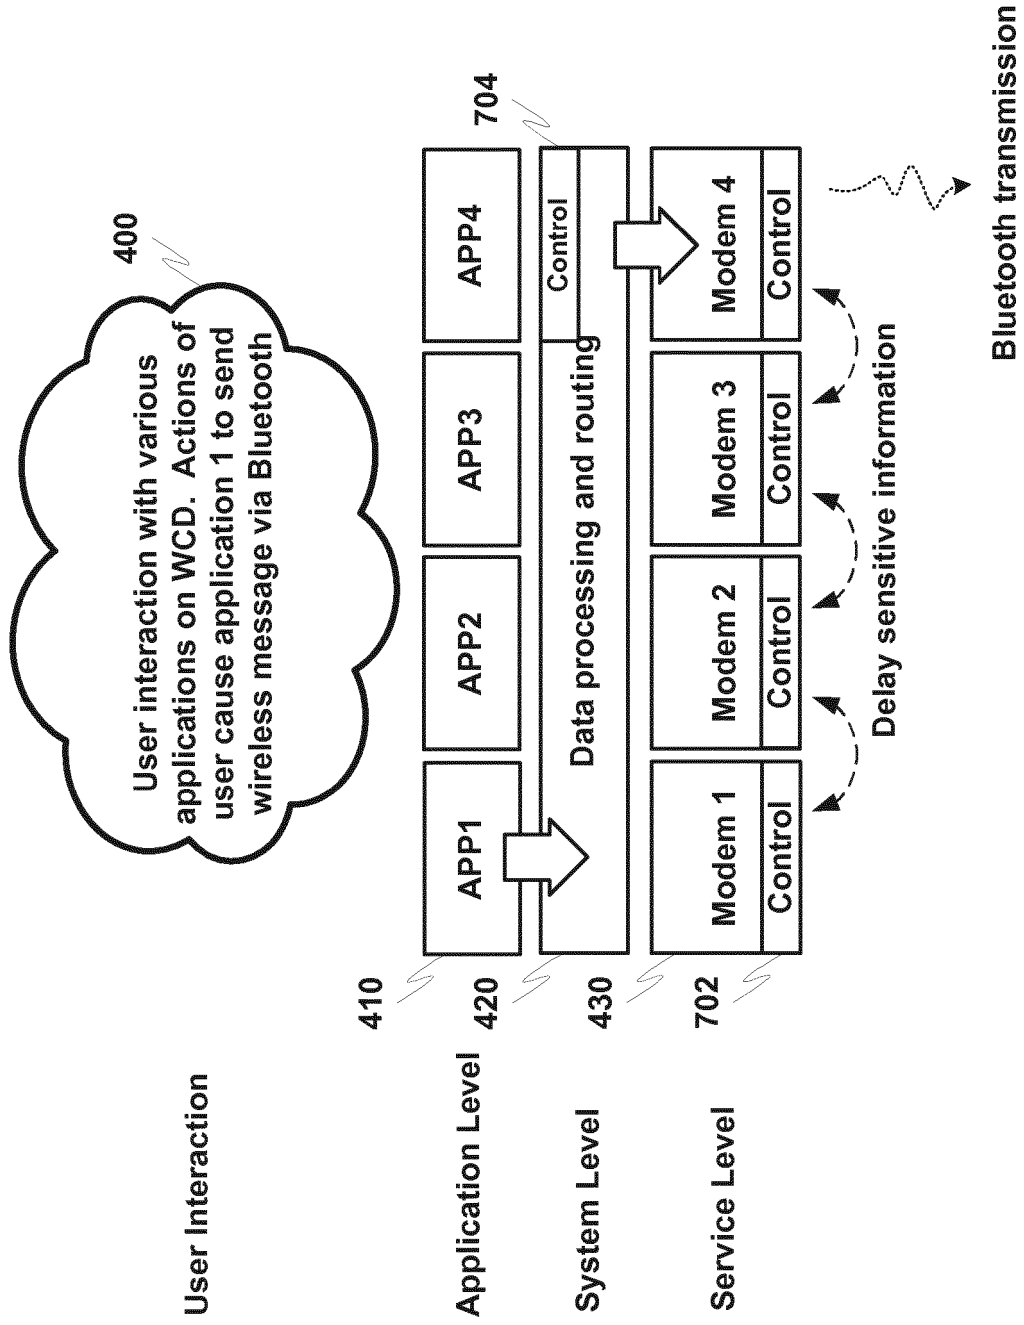 User Interaction
400
User interaction with various
applications on WCD.  Actions of
user cause application 1 to send
wireless message via Bluetooth
Application Level
410
APP1
APP2
APP3
APP4
704
System Level
420
Data processing and routing
Control
Service Level
430
Modem 1
Modem 2
Modem 3
Modem 4
702
Control
Control
Control
Control
Delay sensitive information
Bluetooth transmission